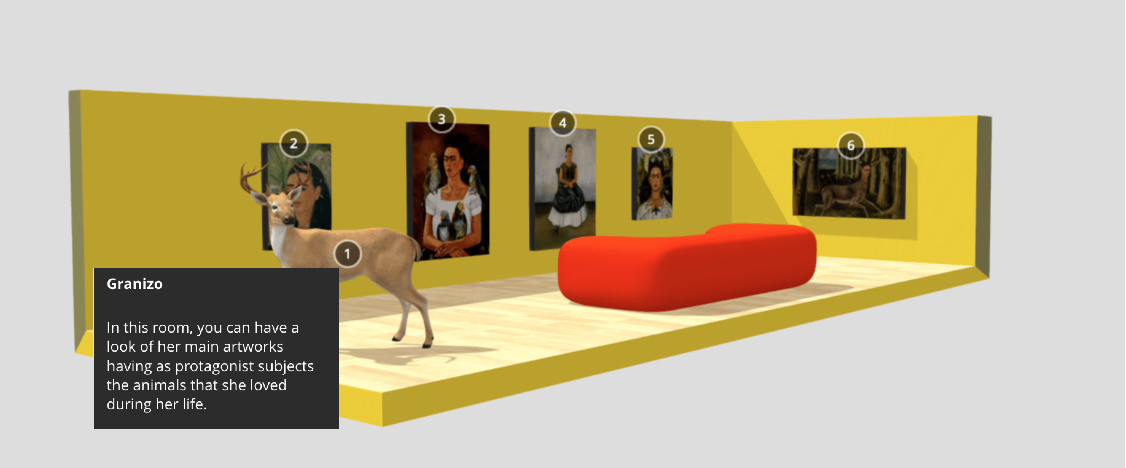 3
4
2
5
6
1
Granizo
In this room, you can have a
look of her main artworks
having as protagonist subjects
the animals that she loved
during her life.